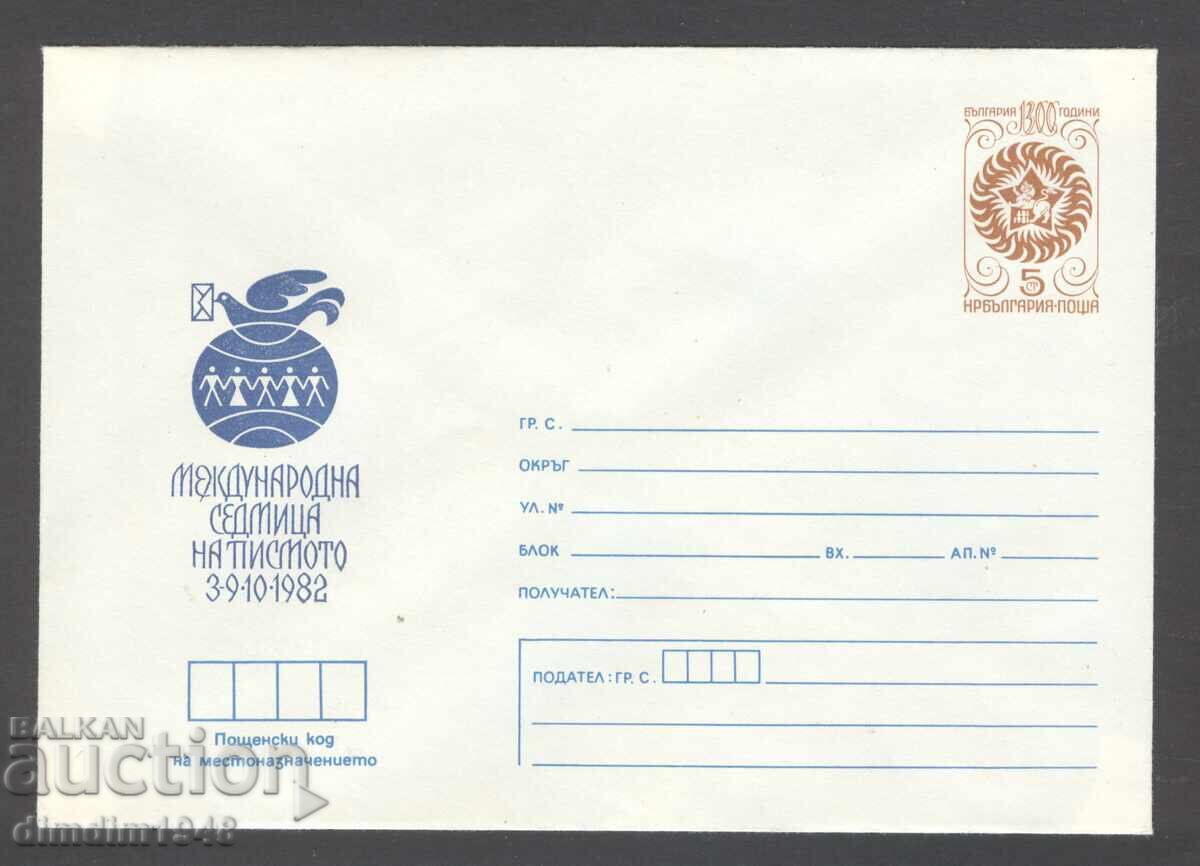 БЪЛГАРИЯ 1300 ГОДИНИ
5
СТ
НРБЪЛГАРИЯ·ПОЩА
МЕЖДУНАРОДНА
СЕДМИЦА
НА ПИСМОТО
3-9·10·1982
ГР. С.
ОКРЪГ
УЛ. №
БЛОК ВХ. АП. №
ПОЛУЧАТЕЛ:
ПОДАТЕЛ: ГР. С.
Пощенски код
на местоназначението
BALKAN
auction
dimdim1948